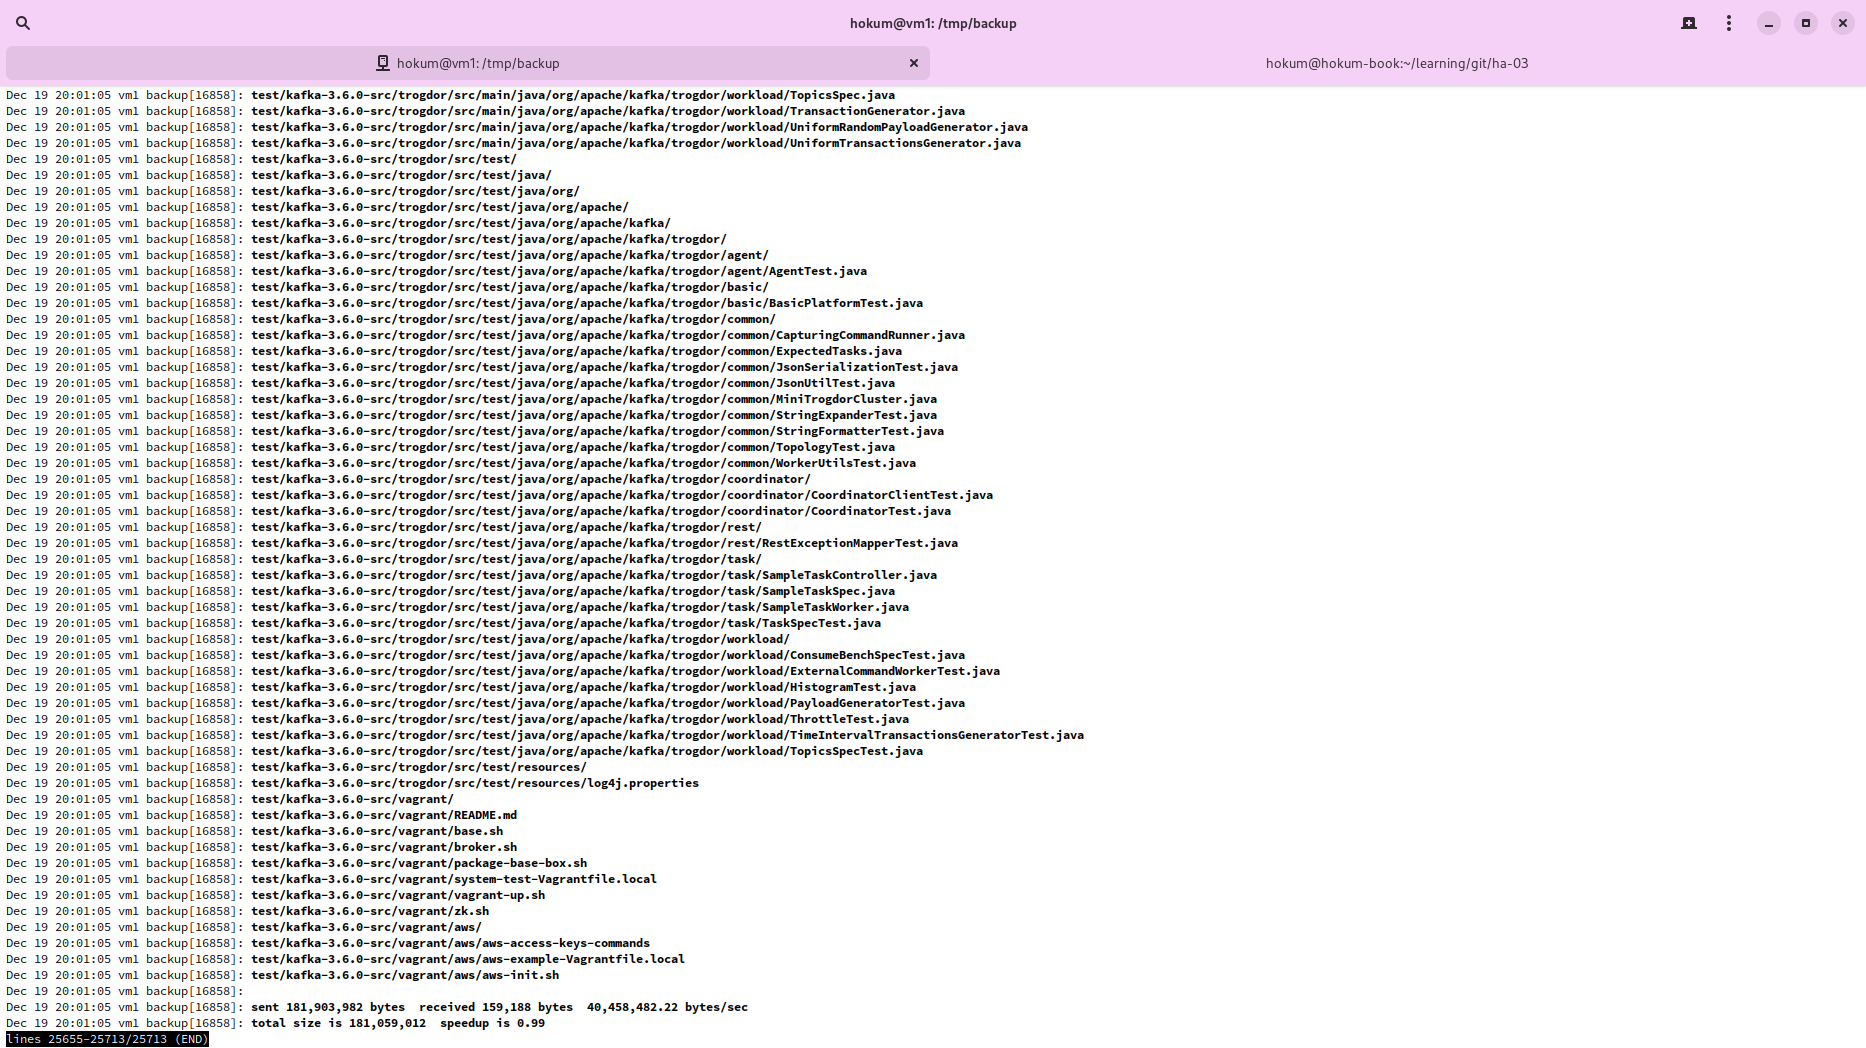 hokum@vm1: /tmp/backup
hokum@vm1: /tmp/backup
hokum@hokum-book:~/learning/git/ha-03
Dec 19 20:01:05 vm1 backup[16858]: test/kafka-3.6.0-src/trogdor/src/main/java/org/apache/kafka/trogdor/workload/TopicsSpec.java
Dec 19 20:01:05 vm1 backup[16858]: test/kafka-3.6.0-src/trogdor/src/main/java/org/apache/kafka/trogdor/workload/TransactionGenerator.java
Dec 19 20:01:05 vm1 backup[16858]: test/kafka-3.6.0-src/trogdor/src/main/java/org/apache/kafka/trogdor/workload/UniformRandomPayloadGenerator.java
Dec 19 20:01:05 vm1 backup[16858]: test/kafka-3.6.0-src/trogdor/src/main/java/org/apache/kafka/trogdor/workload/UniformTransactionsGenerator.java
Dec 19 20:01:05 vm1 backup[16858]: test/kafka-3.6.0-src/trogdor/src/test/
Dec 19 20:01:05 vm1 backup[16858]: test/kafka-3.6.0-src/trogdor/src/test/java/
Dec 19 20:01:05 vm1 backup[16858]: test/kafka-3.6.0-src/trogdor/src/test/java/org/
Dec 19 20:01:05 vm1 backup[16858]: test/kafka-3.6.0-src/trogdor/src/test/java/org/apache/
Dec 19 20:01:05 vm1 backup[16858]: test/kafka-3.6.0-src/trogdor/src/test/java/org/apache/kafka/
Dec 19 20:01:05 vm1 backup[16858]: test/kafka-3.6.0-src/trogdor/src/test/java/org/apache/kafka/trogdor/
Dec 19 20:01:05 vm1 backup[16858]: test/kafka-3.6.0-src/trogdor/src/test/java/org/apache/kafka/trogdor/agent/
Dec 19 20:01:05 vm1 backup[16858]: test/kafka-3.6.0-src/trogdor/src/test/java/org/apache/kafka/trogdor/agent/AgentTest.java
Dec 19 20:01:05 vm1 backup[16858]: test/kafka-3.6.0-src/trogdor/src/test/java/org/apache/kafka/trogdor/basic/
Dec 19 20:01:05 vm1 backup[16858]: test/kafka-3.6.0-src/trogdor/src/test/java/org/apache/kafka/trogdor/basic/BasicPlatformTest.java
Dec 19 20:01:05 vm1 backup[16858]: test/kafka-3.6.0-src/trogdor/src/test/java/org/apache/kafka/trogdor/common/
Dec 19 20:01:05 vm1 backup[16858]: test/kafka-3.6.0-src/trogdor/src/test/java/org/apache/kafka/trogdor/common/CapturingCommandRunner.java
Dec 19 20:01:05 vm1 backup[16858]: test/kafka-3.6.0-src/trogdor/src/test/java/org/apache/kafka/trogdor/common/ExpectedTasks.java
Dec 19 20:01:05 vm1 backup[16858]: test/kafka-3.6.0-src/trogdor/src/test/java/org/apache/kafka/trogdor/common/JsonSerializationTest.java
Dec 19 20:01:05 vm1 backup[16858]: test/kafka-3.6.0-src/trogdor/src/test/java/org/apache/kafka/trogdor/common/JsonUtilTest.java
Dec 19 20:01:05 vm1 backup[16858]: test/kafka-3.6.0-src/trogdor/src/test/java/org/apache/kafka/trogdor/common/MiniTrogdorCluster.java
Dec 19 20:01:05 vm1 backup[16858]: test/kafka-3.6.0-src/trogdor/src/test/java/org/apache/kafka/trogdor/common/StringExpanderTest.java
Dec 19 20:01:05 vm1 backup[16858]: test/kafka-3.6.0-src/trogdor/src/test/java/org/apache/kafka/trogdor/common/StringFormatterTest.java
Dec 19 20:01:05 vm1 backup[16858]: test/kafka-3.6.0-src/trogdor/src/test/java/org/apache/kafka/trogdor/common/TopologyTest.java
Dec 19 20:01:05 vm1 backup[16858]: test/kafka-3.6.0-src/trogdor/src/test/java/org/apache/kafka/trogdor/common/WorkerUtilsTest.java
Dec 19 20:01:05 vm1 backup[16858]: test/kafka-3.6.0-src/trogdor/src/test/java/org/apache/kafka/trogdor/coordinator/
Dec 19 20:01:05 vm1 backup[16858]: test/kafka-3.6.0-src/trogdor/src/test/java/org/apache/kafka/trogdor/coordinator/CoordinatorClientTest.java
Dec 19 20:01:05 vm1 backup[16858]: test/kafka-3.6.0-src/trogdor/src/test/java/org/apache/kafka/trogdor/coordinator/CoordinatorTest.java
Dec 19 20:01:05 vm1 backup[16858]: test/kafka-3.6.0-src/trogdor/src/test/java/org/apache/kafka/trogdor/rest/
Dec 19 20:01:05 vm1 backup[16858]: test/kafka-3.6.0-src/trogdor/src/test/java/org/apache/kafka/trogdor/rest/RestExceptionMapperTest.java
Dec 19 20:01:05 vm1 backup[16858]: test/kafka-3.6.0-src/trogdor/src/test/java/org/apache/kafka/trogdor/task/
Dec 19 20:01:05 vm1 backup[16858]: test/kafka-3.6.0-src/trogdor/src/test/java/org/apache/kafka/trogdor/task/SampleTaskController.java
Dec 19 20:01:05 vm1 backup[16858]: test/kafka-3.6.0-src/trogdor/src/test/java/org/apache/kafka/trogdor/task/SampleTaskSpec.java
Dec 19 20:01:05 vm1 backup[16858]: test/kafka-3.6.0-src/trogdor/src/test/java/org/apache/kafka/trogdor/task/SampleTaskWorker.java
Dec 19 20:01:05 vm1 backup[16858]: test/kafka-3.6.0-src/trogdor/src/test/java/org/apache/kafka/trogdor/task/TaskSpecTest.java
Dec 19 20:01:05 vm1 backup[16858]: test/kafka-3.6.0-src/trogdor/src/test/java/org/apache/kafka/trogdor/workload/
Dec 19 20:01:05 vm1 backup[16858]: test/kafka-3.6.0-src/trogdor/src/test/java/org/apache/kafka/trogdor/workload/ConsumeBenchSpecTest.java
Dec 19 20:01:05 vm1 backup[16858]: test/kafka-3.6.0-src/trogdor/src/test/java/org/apache/kafka/trogdor/workload/ExternalCommandWorkerTest.java
Dec 19 20:01:05 vm1 backup[16858]: test/kafka-3.6.0-src/trogdor/src/test/java/org/apache/kafka/trogdor/workload/HistogramTest.java
Dec 19 20:01:05 vm1 backup[16858]: test/kafka-3.6.0-src/trogdor/src/test/java/org/apache/kafka/trogdor/workload/PayloadGeneratorTest.java
Dec 19 20:01:05 vm1 backup[16858]: test/kafka-3.6.0-src/trogdor/src/test/java/org/apache/kafka/trogdor/workload/ThrottleTest.java
Dec 19 20:01:05 vm1 backup[16858]: test/kafka-3.6.0-src/trogdor/src/test/java/org/apache/kafka/trogdor/workload/TimeIntervalTransactionsGeneratorTest.java
Dec 19 20:01:05 vm1 backup[16858]: test/kafka-3.6.0-src/trogdor/src/test/java/org/apache/kafka/trogdor/workload/TopicsSpecTest.java
Dec 19 20:01:05 vm1 backup[16858]: test/kafka-3.6.0-src/trogdor/src/test/resources/
Dec 19 20:01:05 vm1 backup[16858]: test/kafka-3.6.0-src/trogdor/src/test/resources/log4j.properties
Dec 19 20:01:05 vm1 backup[16858]: test/kafka-3.6.0-src/vagrant/
Dec 19 20:01:05 vm1 backup[16858]: test/kafka-3.6.0-src/vagrant/README.md
Dec 19 20:01:05 vm1 backup[16858]: test/kafka-3.6.0-src/vagrant/base.sh
Dec 19 20:01:05 vm1 backup[16858]: test/kafka-3.6.0-src/vagrant/broker.sh
Dec 19 20:01:05 vm1 backup[16858]: test/kafka-3.6.0-src/vagrant/package-base-box.sh
Dec 19 20:01:05 vm1 backup[16858]: test/kafka-3.6.0-src/vagrant/system-test-Vagrantfile.local
Dec 19 20:01:05 vm1 backup[16858]: test/kafka-3.6.0-src/vagrant/vagrant-up.sh
Dec 19 20:01:05 vm1 backup[16858]: test/kafka-3.6.0-src/vagrant/zk.sh
Dec 19 20:01:05 vm1 backup[16858]: test/kafka-3.6.0-src/vagrant/aws/
Dec 19 20:01:05 vm1 backup[16858]: test/kafka-3.6.0-src/vagrant/aws/aws-access-keys-commands
Dec 19 20:01:05 vm1 backup[16858]: test/kafka-3.6.0-src/vagrant/aws/aws-example-Vagrantfile.local
Dec 19 20:01:05 vm1 backup[16858]: test/kafka-3.6.0-src/vagrant/aws/aws-init.sh
Dec 19 20:01:05 vm1 backup[16858]:
Dec 19 20:01:05 vm1 backup[16858]: sent 181,903,982 bytes  received 159,188 bytes  40,458,482.22 bytes/sec
Dec 19 20:01:05 vm1 backup[16858]: total size is 181,059,012  speedup is 0.99
lines 25655-25713/25713 (END)